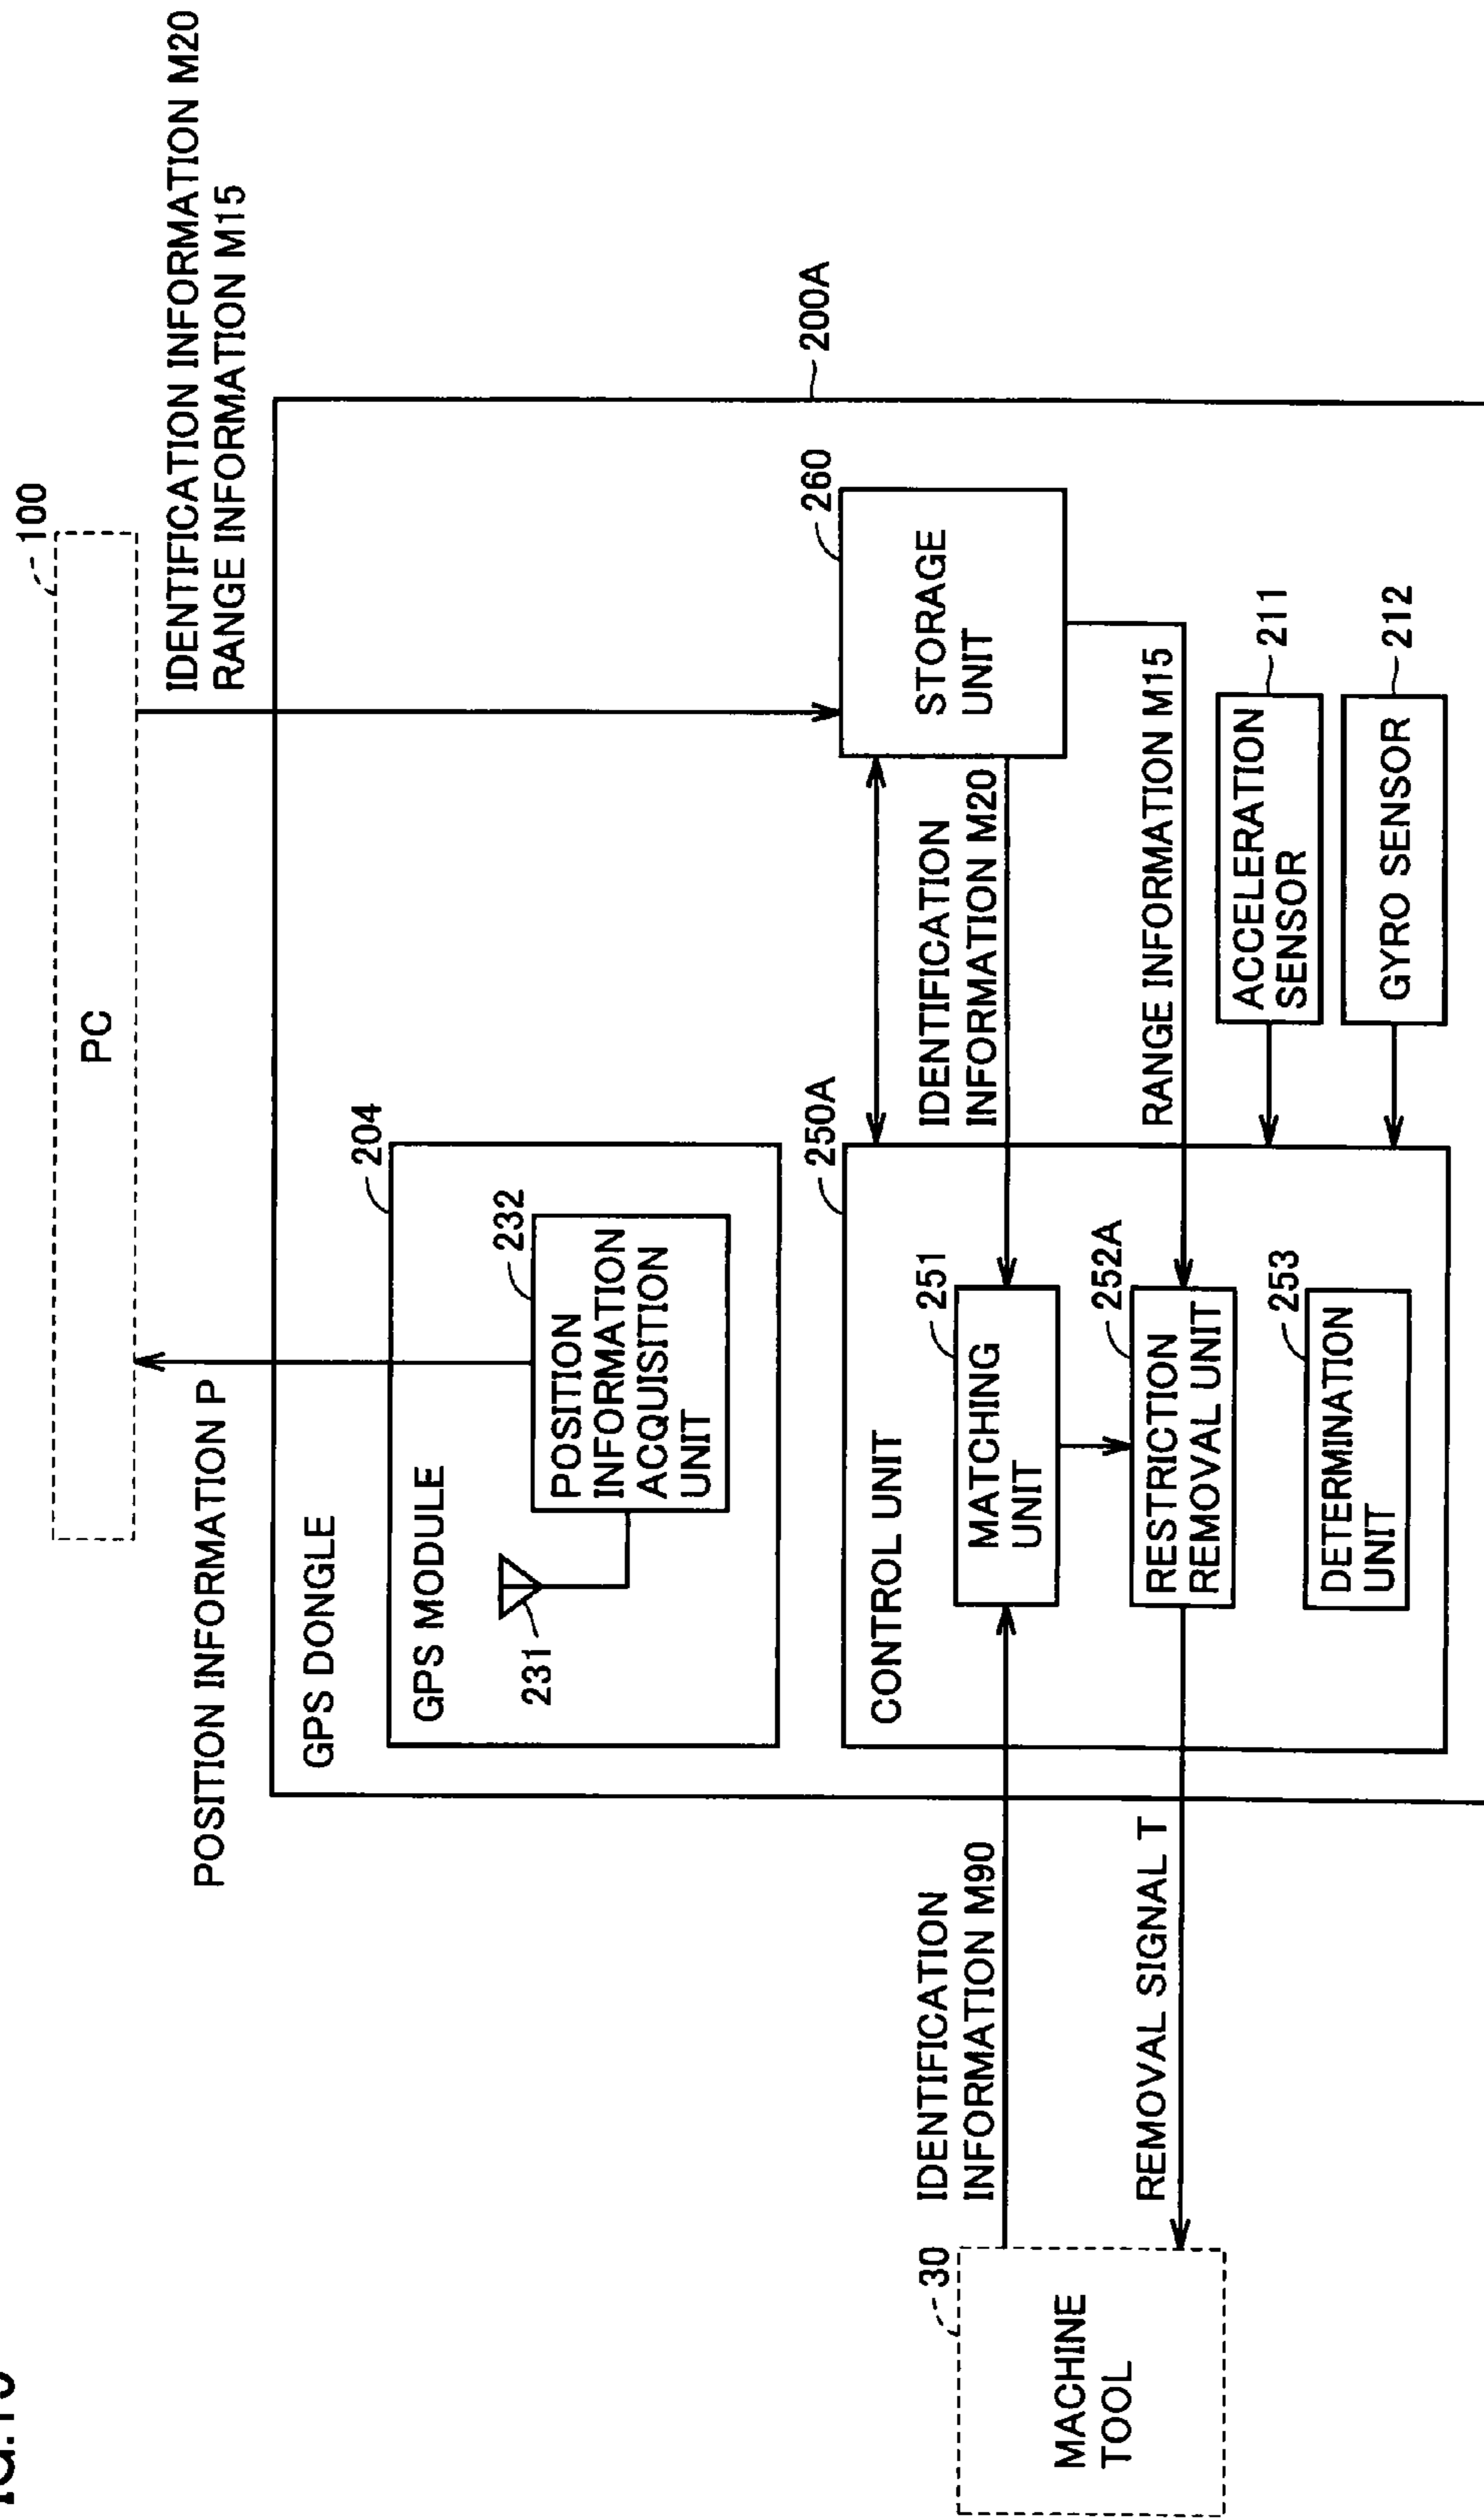 100
PC
IDENTIFICATION INFORMATION M20
RANGE INFORMATION M15
POSITION INFORMATION P
200A
GPS DONGLE
204
GPS MODULE
232
POSITION
INFORMATION
ACQUISITION
UNIT
231
260
STORAGE
UNIT
250A
CONTROL UNIT
IDENTIFICATION
INFORMATION M20
251
MATCHING
UNIT
RANGE INFORMATION M15
252A
RESTRICTION
REMOVAL UNIT
253
DETERMINATION
UNIT
211
ACCELERATION
SENSOR
212
GYRO SENSOR
30
MACHINE
TOOL
IDENTIFICATION
INFORMATION M90
REMOVAL SIGNAL T